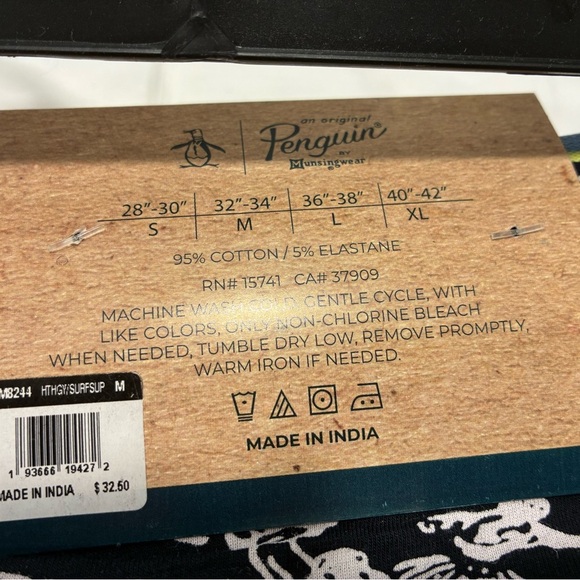 an original
Penguin®
BY
Munsingwear
28"-30" 32"-34" 36"-38" 40"-42"
S M L XL
95% COTTON / 5% ELASTANE
RN# 15741 CA# 37909
MACHINE WASH COLD, GENTLE CYCLE, WITH
LIKE COLORS, ONLY NON-CHLORINE BLEACH
WHEN NEEDED, TUMBLE DRY LOW, REMOVE PROMPTLY,
WARM IRON IF NEEDED.
MADE IN INDIA
M8244 HTHGY/SURFSUP M
1 93666 19427 2
MADE IN INDIA $ 32.60